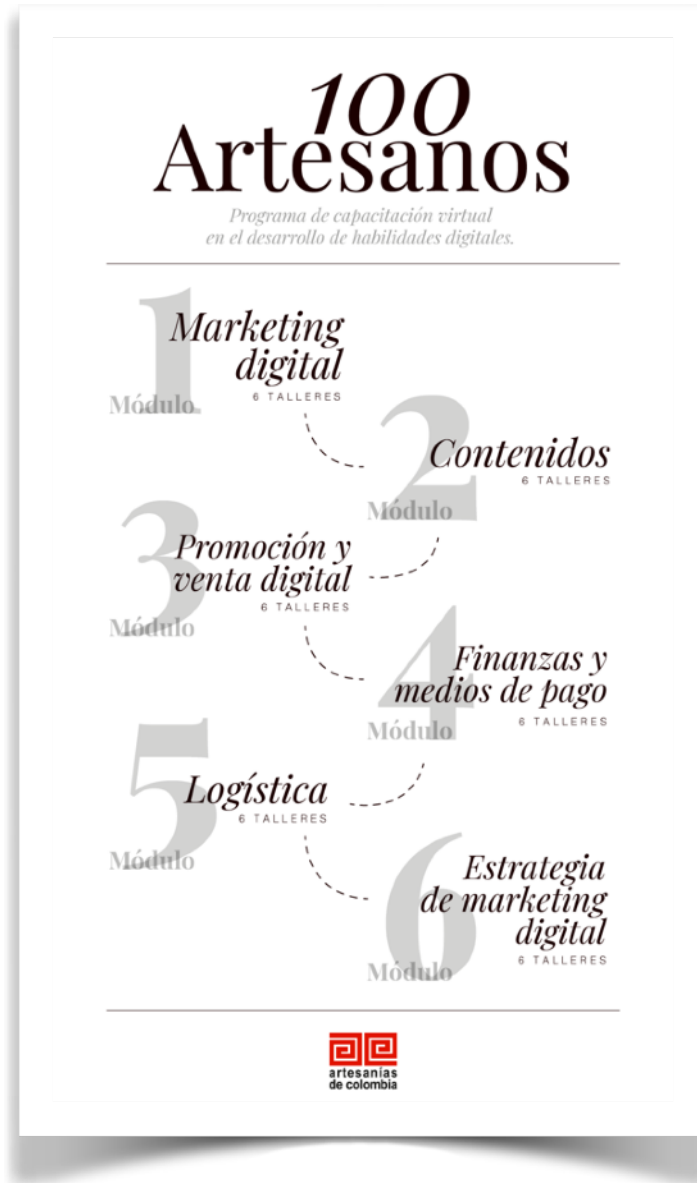 100
Artesanos
Programa de capacitación virtual
en el desarrollo de habilidades digitales.
1
Marketing
digital
6 TALLERES
Módulo
2
Contenidos
6 TALLERES
Módulo
3
Promoción y
venta digital
6 TALLERES
Módulo
4
Finanzas y
medios de pago
6 TALLERES
Módulo
5
Logística
6 TALLERES
Módulo
6
Estrategia
de marketing
digital
6 TALLERES
Módulo
artesanías
de colombia